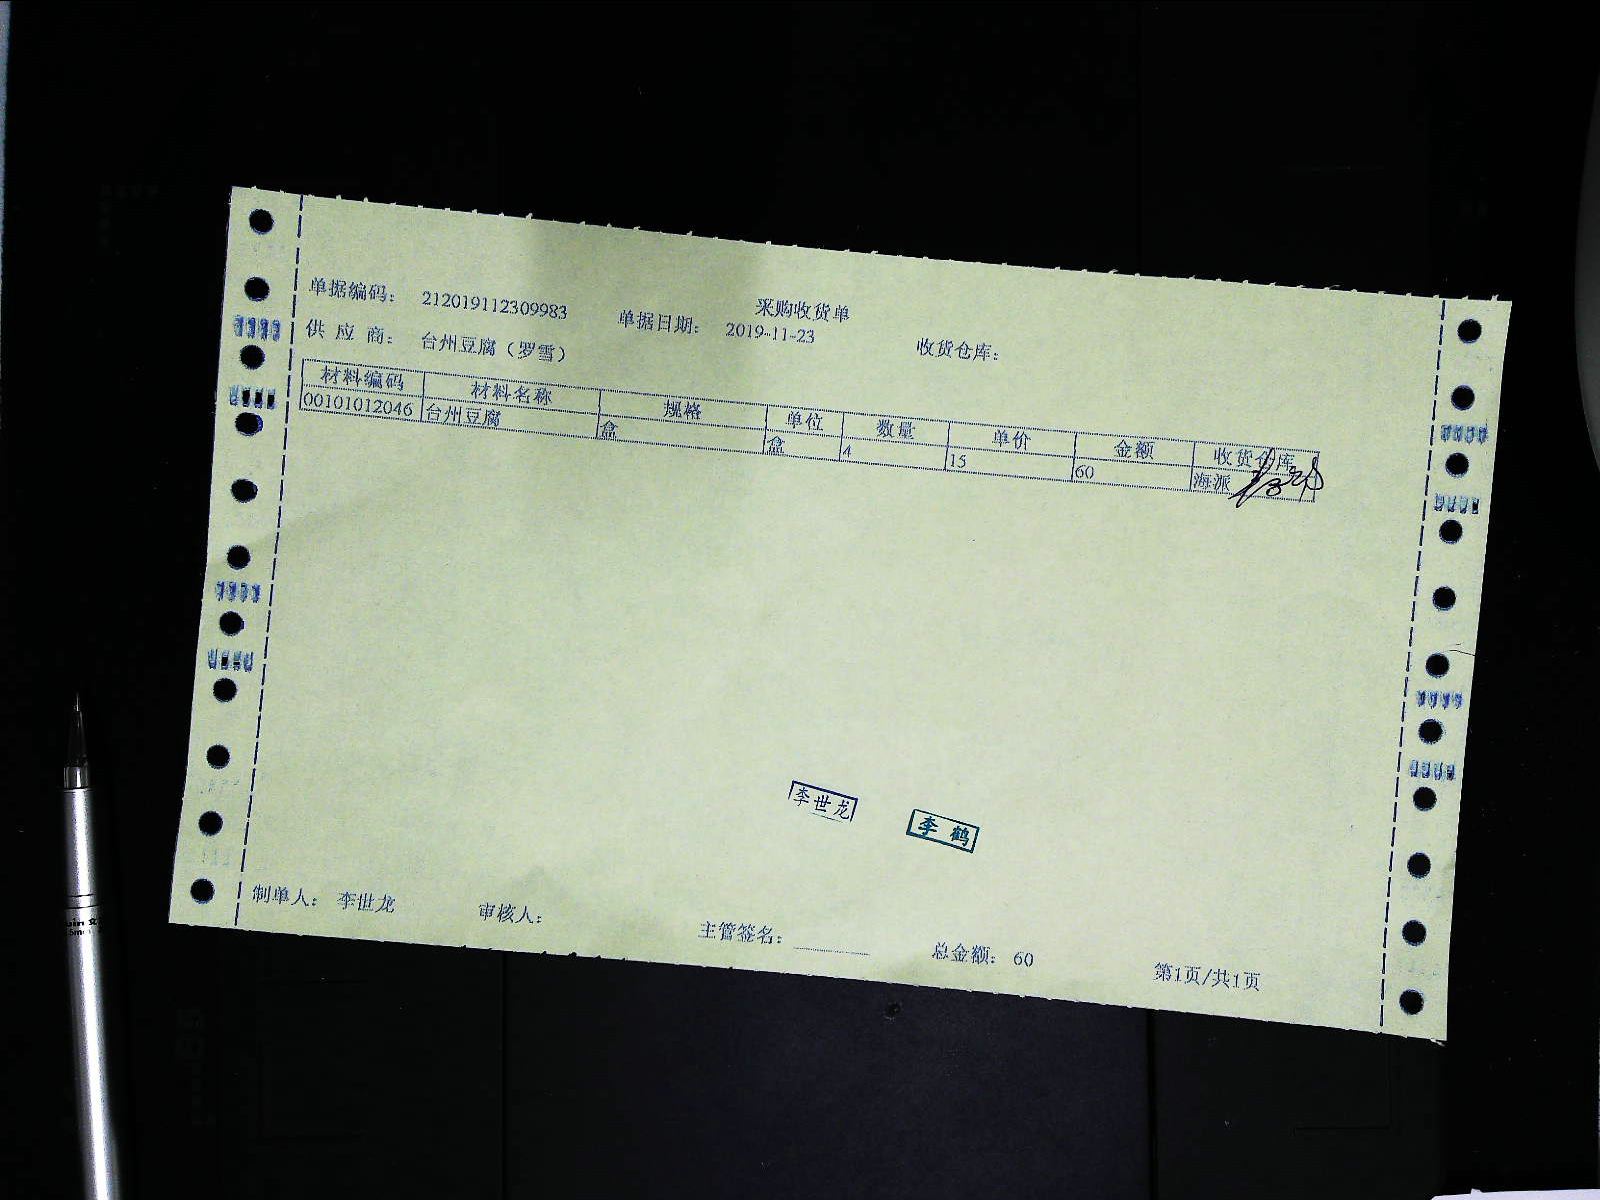 采购收货单
单据编码： 212019112309983 单据日期： 2019-11-23 收货仓库：
供 应 商： 台州豆腐（罗雪）
材料编码 材料名称 规格 单位 数量 单价 金额 收货仓库
00101012046 台州豆腐 盒 盒 4 15 60 海派
李世龙 李鹤
制单人： 李世龙 审核人： 主管签名： 总金额： 60 第1页/共1页